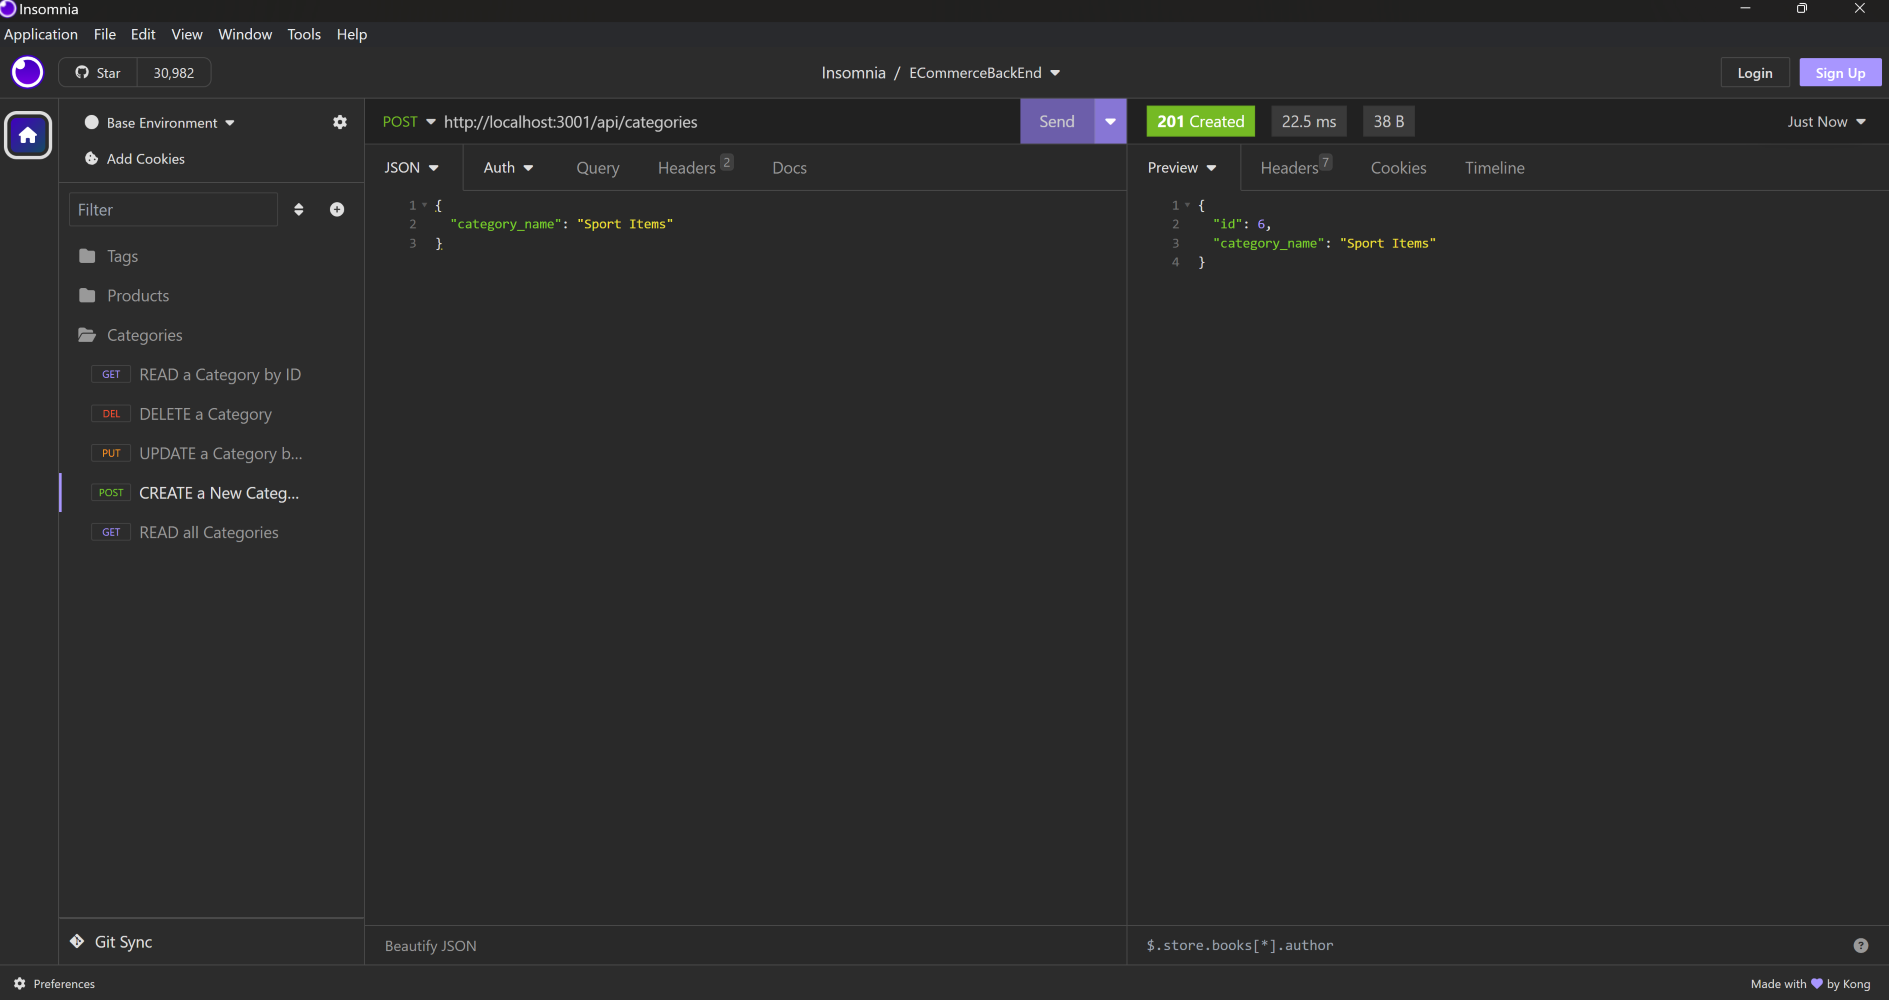 Insomnia
Application File Edit View Window Tools Help
Star 30,982
Insomnia / ECommerceBackEnd
Login Sign Up
Base Environment
Add Cookies
Filter
Tags
Products
Categories
GET READ a Category by ID
DEL DELETE a Category
PUT UPDATE a Category b...
POST CREATE a New Categ...
GET READ all Categories
Git Sync
POST http://localhost:3001/api/categories
Send
JSON Auth Query Headers 2 Docs
1 {
2 "category_name": "Sport Items"
3 }
Beautify JSON
201 Created 22.5 ms 38 B Just Now
Preview Headers 7 Cookies Timeline
1 {
2 "id": 6,
3 "category_name": "Sport Items"
4 }
$.store.books[*].author
?
Preferences
Made with 💜 by Kong